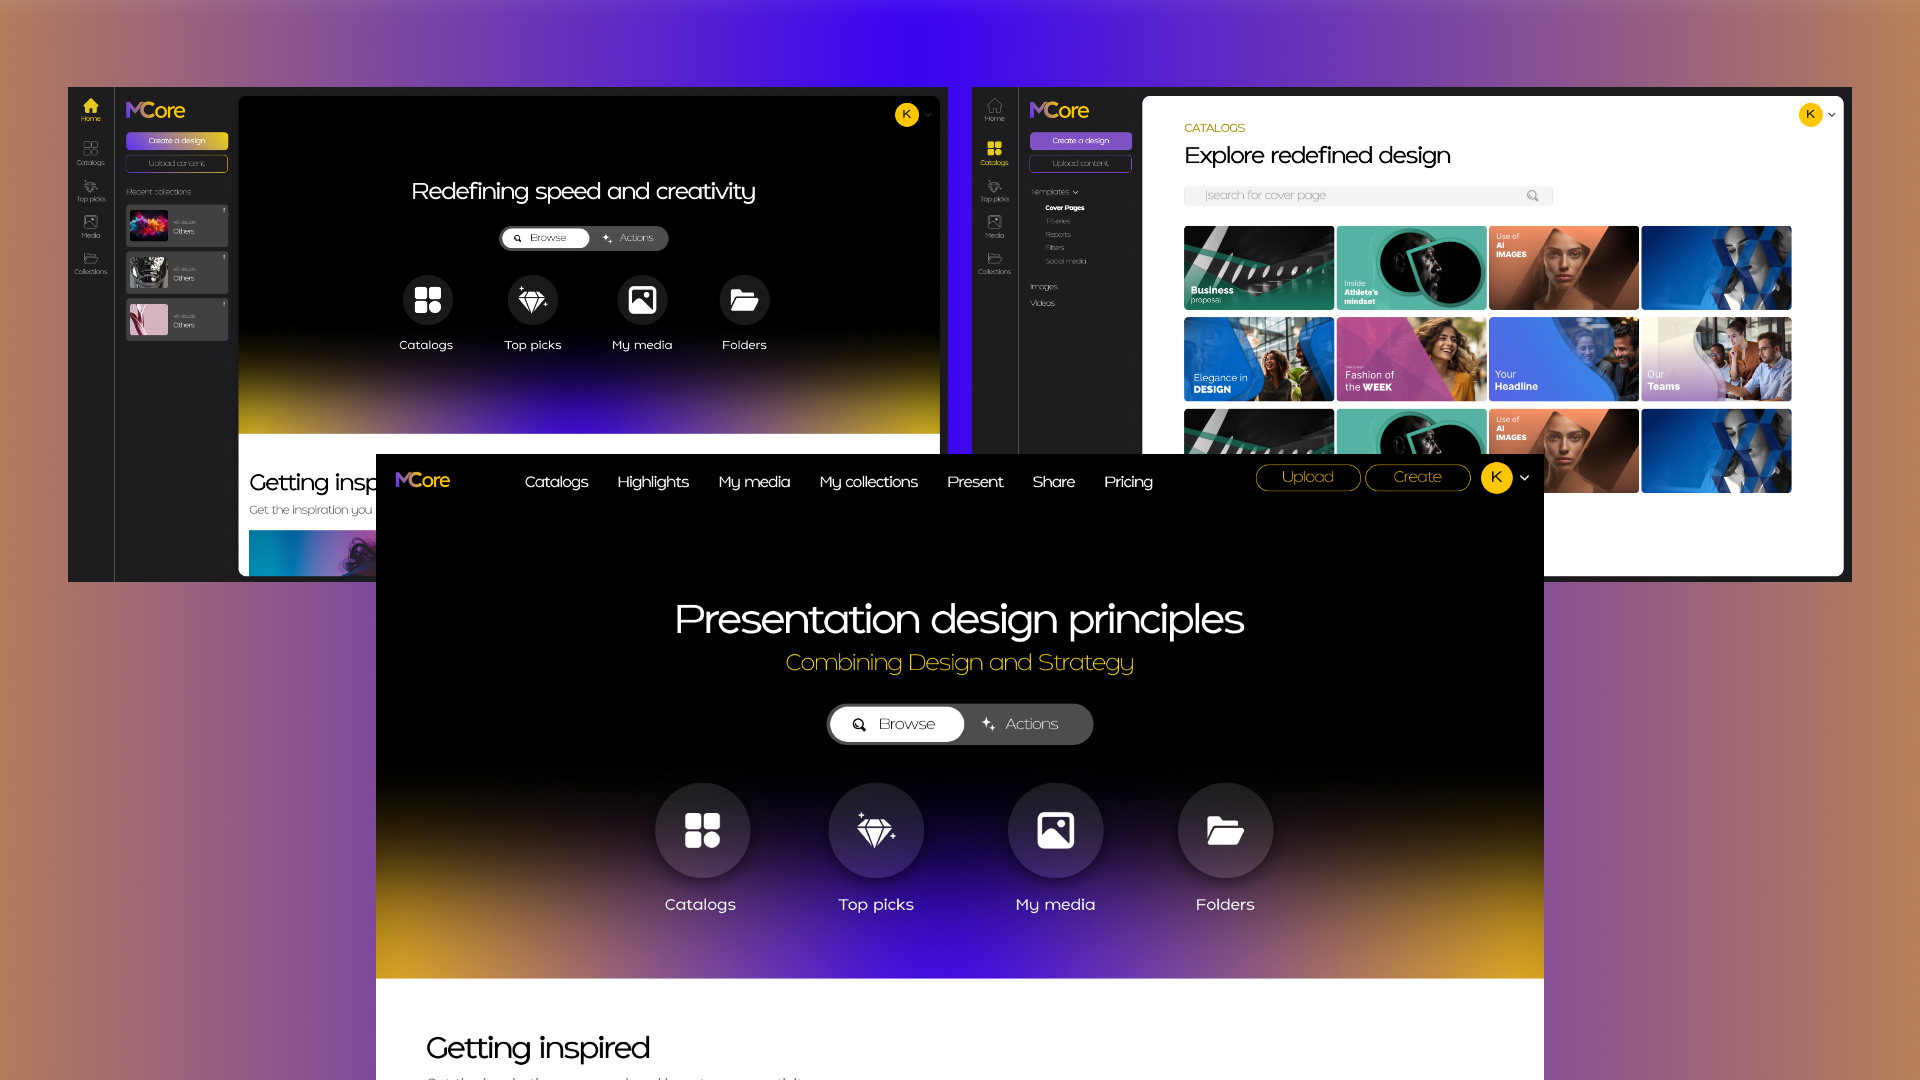 Home
Catalogs
Top picks
Media
Collections
MCore
Create a design
Upload content
Recent collections
Others
Others
Others
K
Redefining speed and creativity
Browse
Actions
Catalogs
Top picks
My media
Folders
Getting insp
Get the inspiration you
Home
Catalogs
Top picks
Media
Collections
MCore
Create a design
Upload content
Templates
Cover Pages
T-Series
Reports
Filters
Social media
Images
Videos
K
CATALOGS
Explore redefined design
search for cover page
Business
proposal
Inside
Athlete's
mindset
Use of
AI
IMAGES
Elegance in
DESIGN
Fashion of
the WEEK
Your
Headline
Our
Teams
Use of
AI
IMAGES
MCore
Catalogs
Highlights
My media
My collections
Present
Share
Pricing
Upload
Create
K
Presentation design principles
Combining Design and Strategy
Browse
Actions
Catalogs
Top picks
My media
Folders
Getting inspired